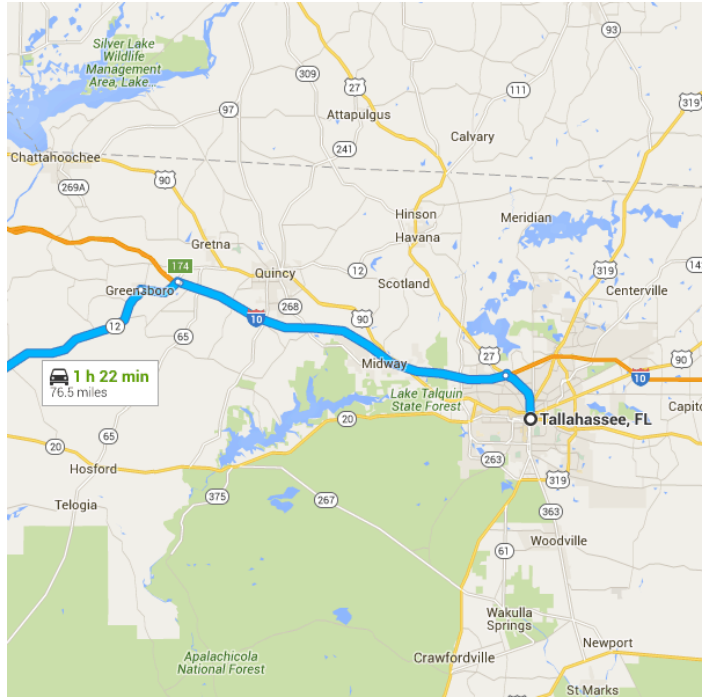 Silver Lake
Wildlife
Management
Area, Lake...
93
309
27
111
319
97
Attapulgus
Calvary
241
Chattahoochee
90
269A
Hinson
Havana
Meridian
Gretna
174
Quincy
12
319
Centerville
Greensboro
Scotland
268
12
10
65
90
27
90
Midway
10
1 h 22 min
76.5 miles
Lake Talquin
State Forest
Capito
20
Tallahassee, FL
65
20
Hosford
263
319
375
267
363
Telogia
Woodville
61
Wakulla
Springs
Newport
Apalachicola
National Forest
Crawfordville
St Marks